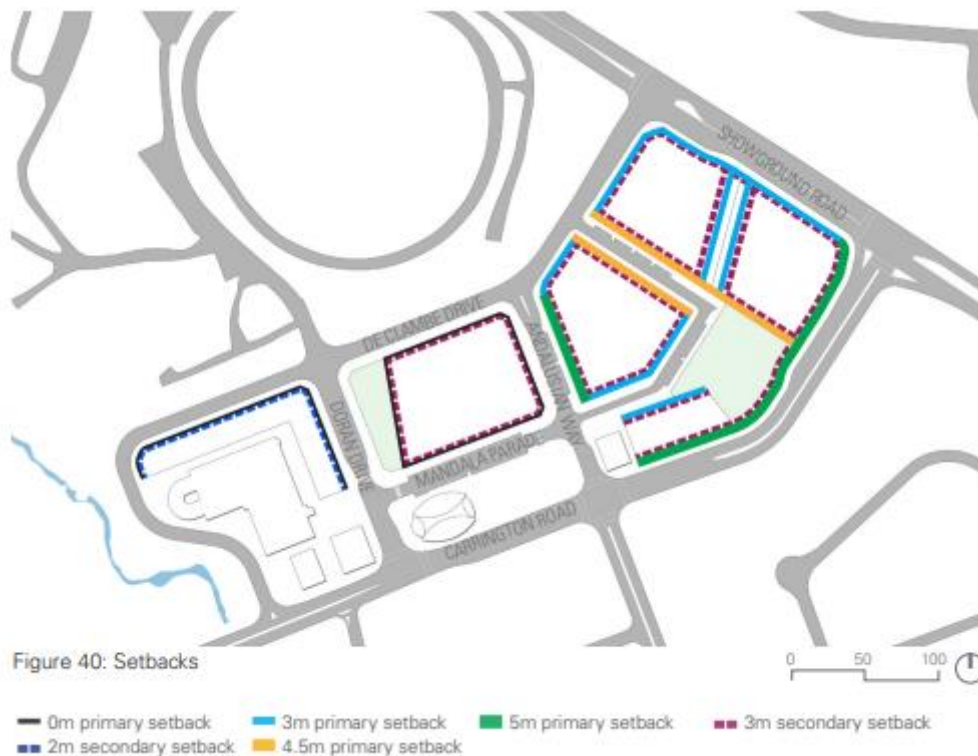 SHOWGROUND ROAD
DE CLAMBE DRIVE
ANDALUSIAN WAY
DORAN DRIVE
MANDALA PARADE
CARRINGTON ROAD
Figure 40: Setbacks
0 50 100
0m primary setback 3m primary setback 5m primary setback 3m secondary setback
2m secondary setback 4.5m primary setback